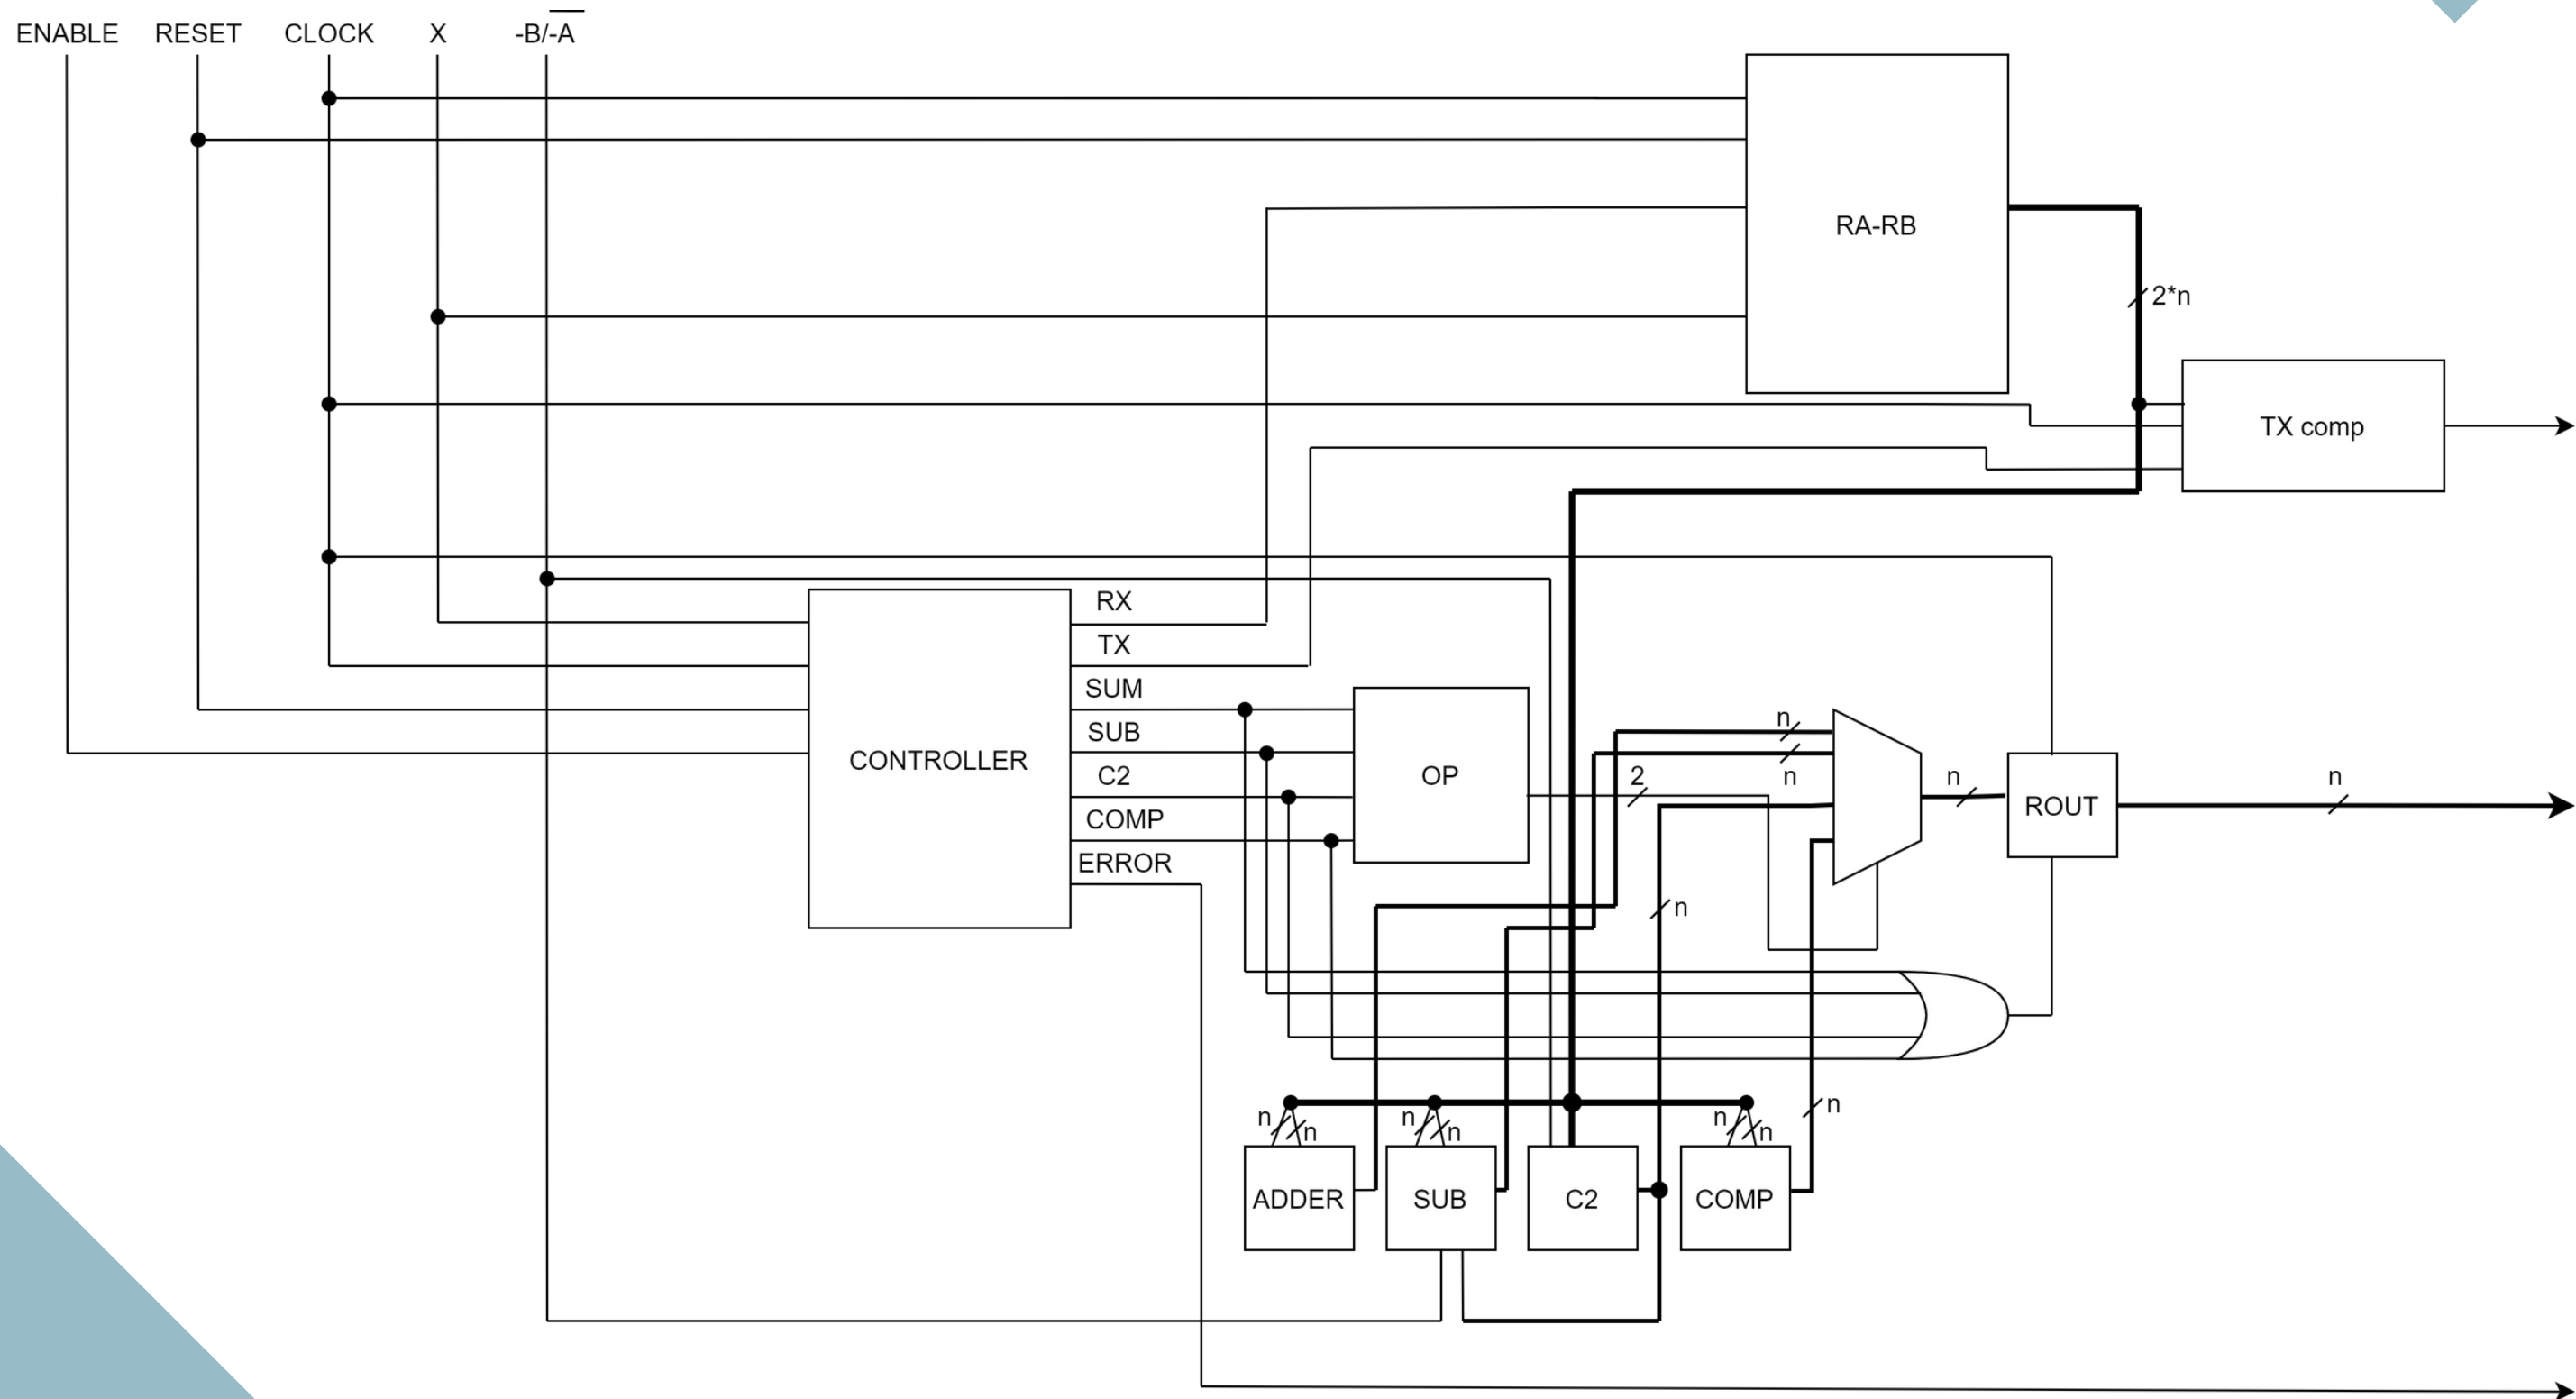 ENABLE RESET CLOCK X -B/-A̅
RA-RB
2*n
TX comp
RX
TX
SUM
SUB
C2
COMP
ERROR
CONTROLLER
OP
2
n
n
n
n
ROUT
n
n
n
n
n
n
n
n
ADDER
SUB
C2
COMP